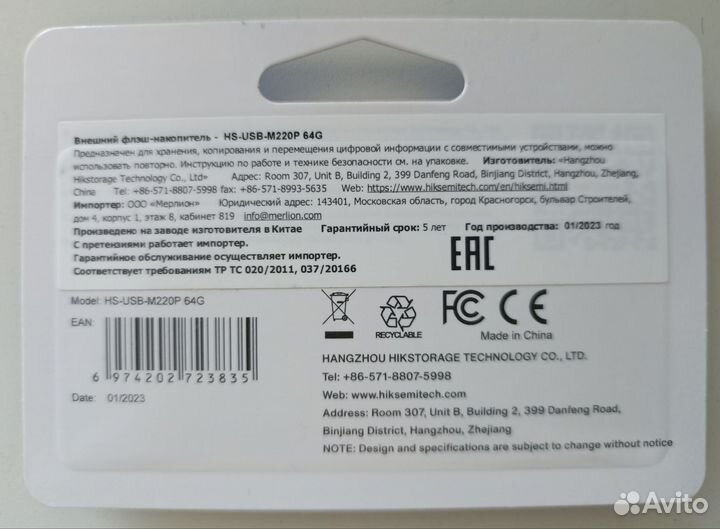 Внешний флэш-накопитель - HS-USB-M220P 64G
Предназначен для хранения, копирования и перемещения цифровой информации с совместимыми устройствами, можно
использовать повторно. Инструкцию по работе и технике безопасности см. на упаковке. Изготовитель: «Hangzhou
Hikstorage Technology Co., Ltd» Адрес: Room 307, Unit B, Building 2, 399 Danfeng Road, Binjiang District, Hangzhou, Zhejiang,
China Tel: +86-571-8807-5998 fax: +86-571-8993-5635 Web: https://www.hiksemitech.com/en/hiksemi.html
Импортер: ООО «Мерлион» Юридический адрес: 143401, Московская область, город Красногорск, бульвар Строителей,
дом 4, корпус 1, этаж 8, кабинет 819 info@merlion.com
Произведено на заводе изготовителя в Китае Гарантийный срок: 5 лет Год производства: 01/2023 год
С претензиями работает импортер.
Гарантийное обслуживание осуществляет импортер.
Соответствует требованиям ТР ТС 020/2011, 037/20166
EAC
Model: HS-USB-M220P 64G
EAN:
6 974202 723835
Date: 01/2023
RECYCLABLE
FC CE
Made in China
HANGZHOU HIKSTORAGE TECHNOLOGY CO., LTD.
Tel: +86-571-8807-5998
Web: www.hiksemitech.com
Address: Room 307, Unit B, Building 2, 399 Danfeng Road,
Binjiang District, Hangzhou, Zhejiang
NOTE: Design and specifications are subject to change without notice
Avito